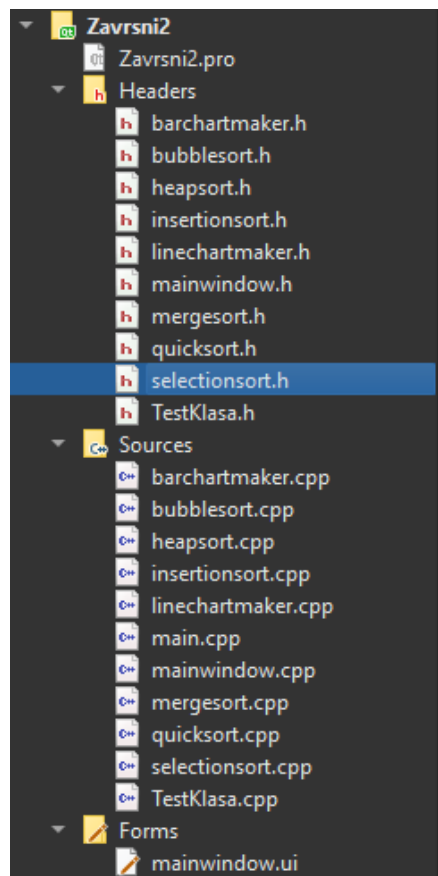 Zavrsni2
Zavrsni2.pro
Headers
barchartmaker.h
bubblesort.h
heapsort.h
insertionsort.h
linechartmaker.h
mainwindow.h
mergesort.h
quicksort.h
selectionsort.h
TestKlasa.h
Sources
barchartmaker.cpp
bubblesort.cpp
heapsort.cpp
insertionsort.cpp
linechartmaker.cpp
main.cpp
mainwindow.cpp
mergesort.cpp
quicksort.cpp
selectionsort.cpp
TestKlasa.cpp
Forms
mainwindow.ui